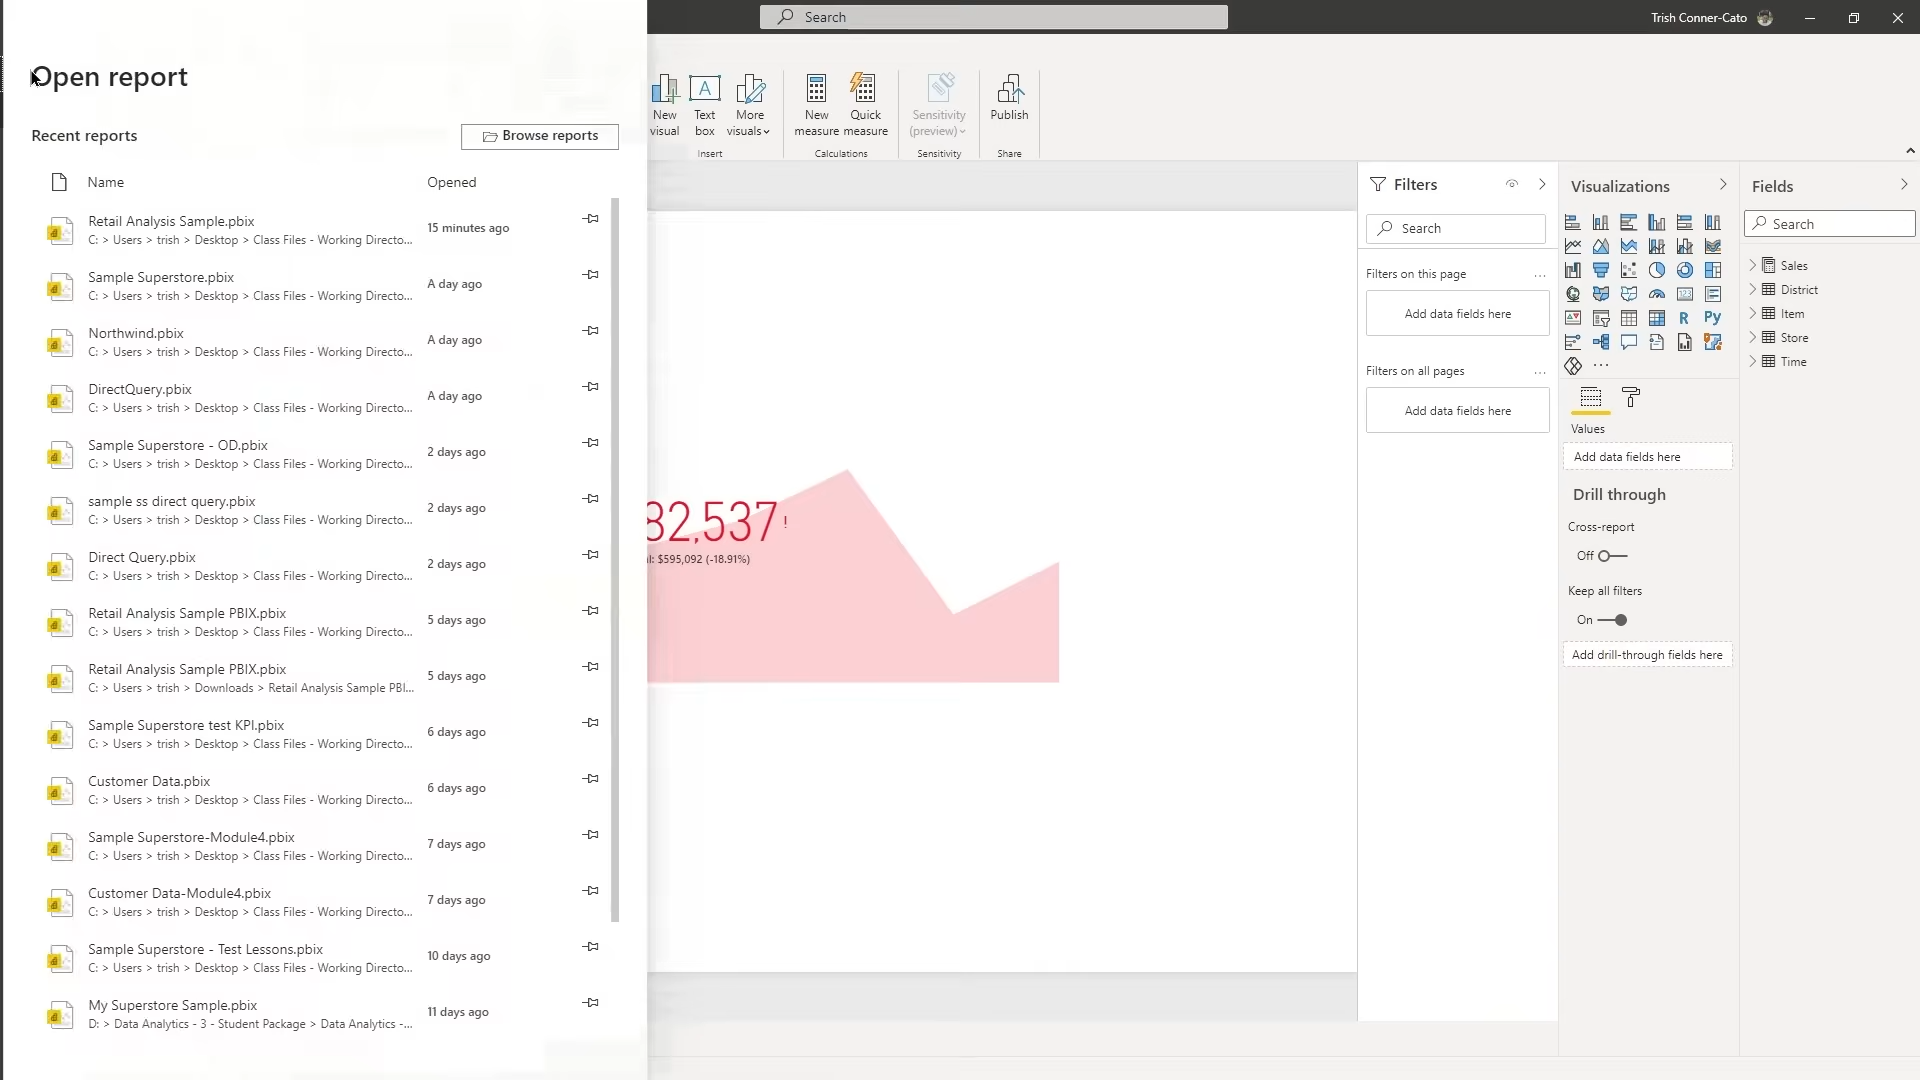 Search
Trish Conner-Cato
Open report
Recent reports
Browse reports
Name
Opened
Retail Analysis Sample.pbix
C: > Users > trish > Desktop > Class Files - Working Directo...
15 minutes ago
Sample Superstore.pbix
C: > Users > trish > Desktop > Class Files - Working Directo...
A day ago
Northwind.pbix
C: > Users > trish > Desktop > Class Files - Working Directo...
A day ago
DirectQuery.pbix
C: > Users > trish > Desktop > Class Files - Working Directo...
A day ago
Sample Superstore - OD.pbix
C: > Users > trish > Desktop > Class Files - Working Directo...
2 days ago
sample ss direct query.pbix
C: > Users > trish > Desktop > Class Files - Working Directo...
2 days ago
Direct Query.pbix
C: > Users > trish > Desktop > Class Files - Working Directo...
2 days ago
Retail Analysis Sample PBIX.pbix
C: > Users > trish > Desktop > Class Files - Working Directo...
5 days ago
Retail Analysis Sample PBIX.pbix
C: > Users > trish > Downloads > Retail Analysis Sample PBI...
5 days ago
Sample Superstore test KPI.pbix
C: > Users > trish > Desktop > Class Files - Working Directo...
6 days ago
Customer Data.pbix
C: > Users > trish > Desktop > Class Files - Working Directo...
6 days ago
Sample Superstore-Module4.pbix
C: > Users > trish > Desktop > Class Files - Working Directo...
7 days ago
Customer Data-Module4.pbix
C: > Users > trish > Desktop > Class Files - Working Directo...
7 days ago
Sample Superstore - Test Lessons.pbix
C: > Users > trish > Desktop > Class Files - Working Directo...
10 days ago
My Superstore Sample.pbix
D: > Data Analytics - 3 - Student Package > Data Analytics -...
11 days ago
New visual
Text box
More visuals
Insert
New measure
Quick measure
Calculations
Sensitivity (preview)
Sensitivity
Publish
Share
82,537 !
l: $595,092 (-18.91%)
Filters
Search
Filters on this page
...
Add data fields here
Filters on all pages
...
Add data fields here
Visualizations
123
R
Py
...
Values
Add data fields here
Drill through
Cross-report
Off
Keep all filters
On
Add drill-through fields here
Fields
Search
Sales
District
Item
Store
Time